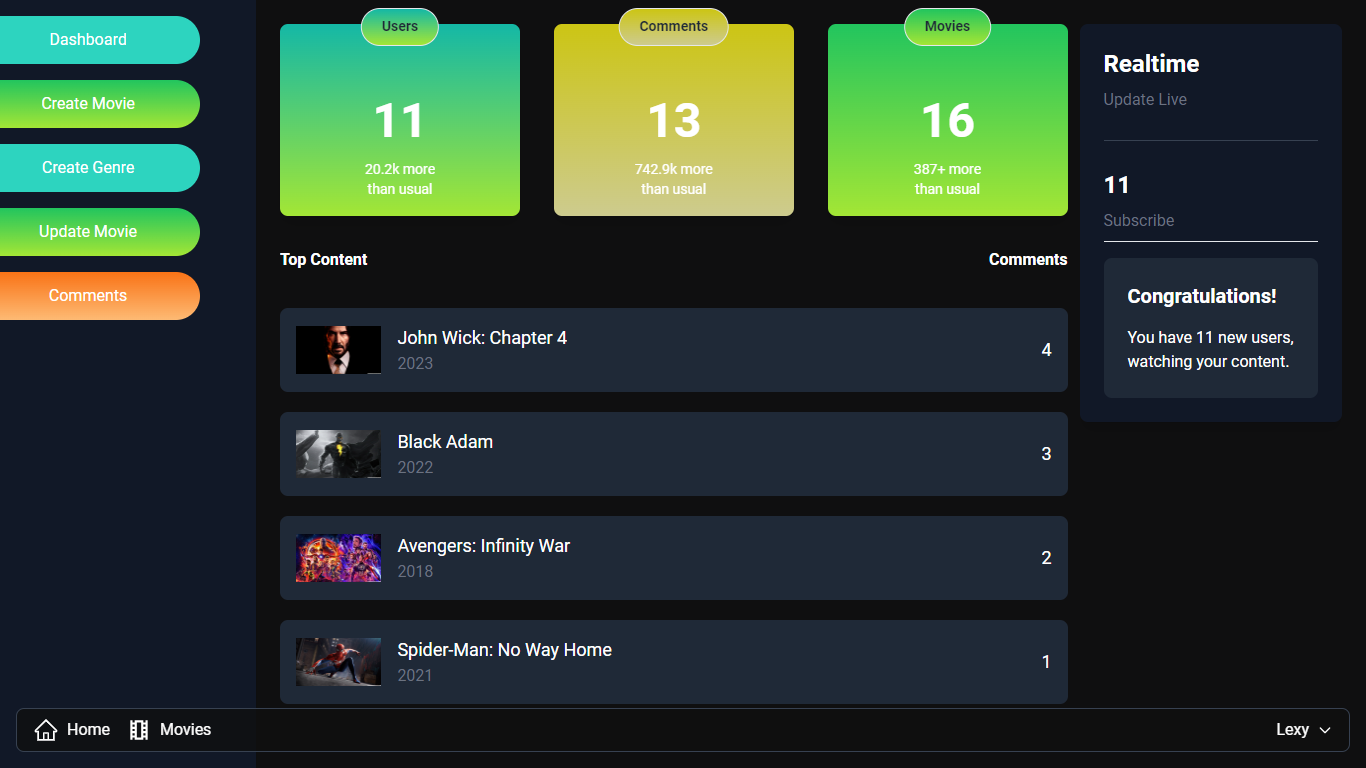 Dashboard
Create Movie
Create Genre
Update Movie
Comments
Users
11
20.2k more
than usual
Comments
13
742.9k more
than usual
Movies
16
387+ more
than usual
Top Content
Comments
John Wick: Chapter 4
2023
4
Black Adam
2022
3
Avengers: Infinity War
2018
2
Spider-Man: No Way Home
2021
1
Realtime
Update Live
11
Subscribe
Congratulations!
You have 11 new users,
watching your content.
Home
Movies
Lexy